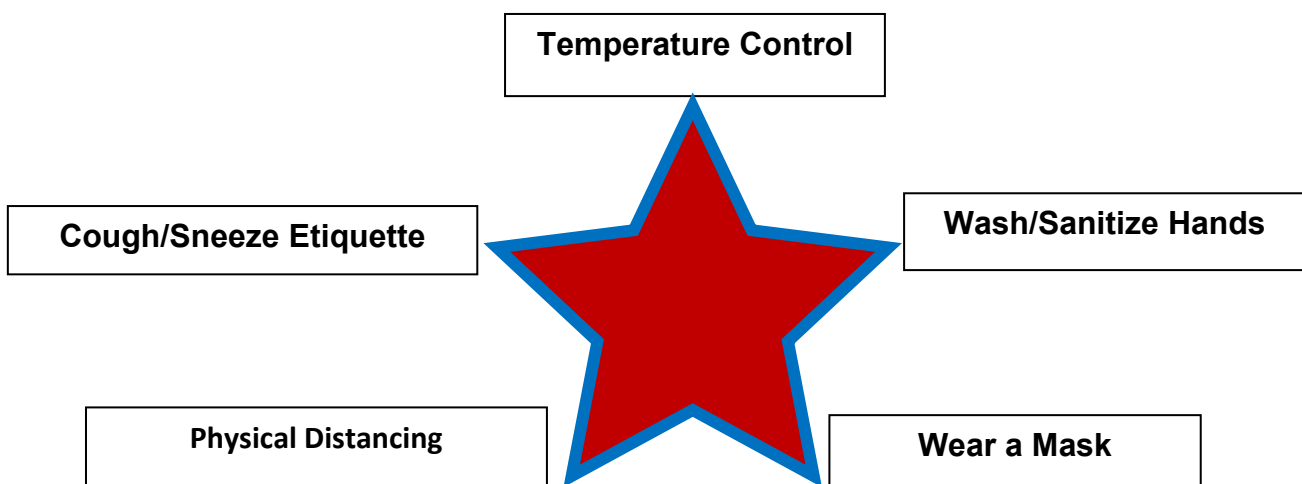 Temperature Control
Cough/Sneeze Etiquette
Wash/Sanitize Hands
Physical Distancing
Wear a Mask